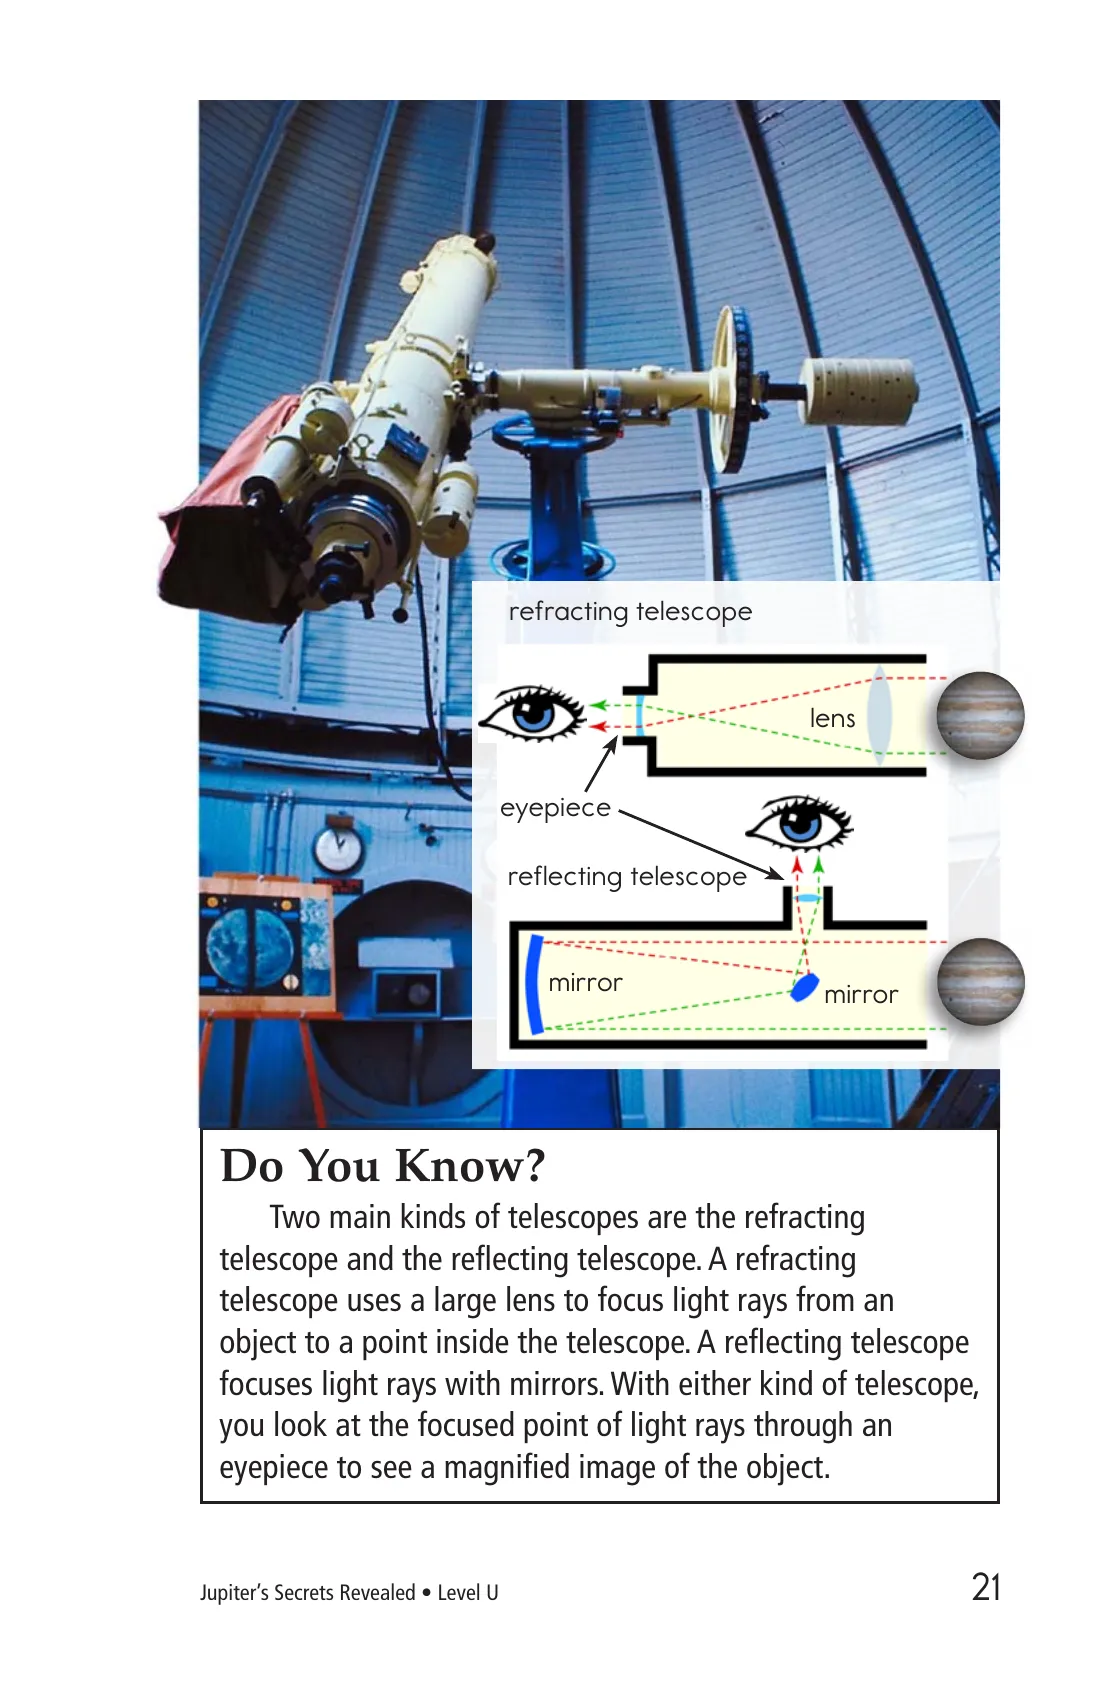 refracting telescope
lens
eyepiece
reflecting telescope
mirror
mirror
Do You Know?
Two main kinds of telescopes are the refracting
telescope and the reflecting telescope. A refracting
telescope uses a large lens to focus light rays from an
object to a point inside the telescope. A reflecting telescope
focuses light rays with mirrors. With either kind of telescope,
you look at the focused point of light rays through an
eyepiece to see a magnified image of the object.
Jupiter's Secrets Revealed • Level U
21